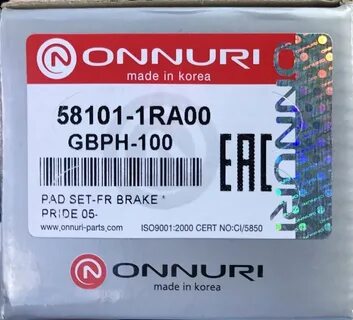 ONNURI
made in korea
58101-1RA00
GBPH-100
EAC
PAD SET-FR BRAKE *
PRIDE 05-
www.onnuri-parts.com
ISO9001:2000 CERT NO:CI/5850
ONNURI
made in korea
ONNURI